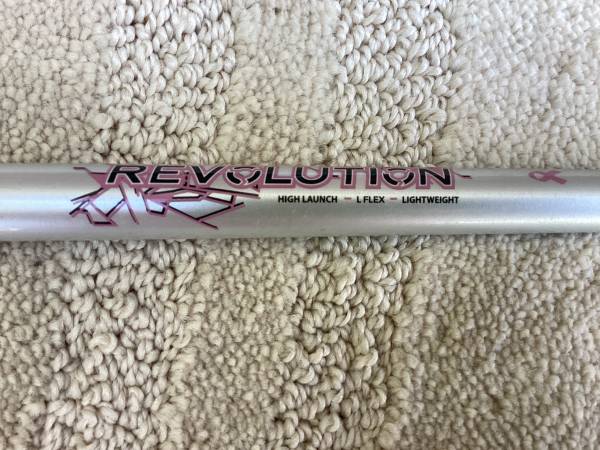 REVOLUTION
HIGH LAUNCH – L FLEX – LIGHTWEIGHT